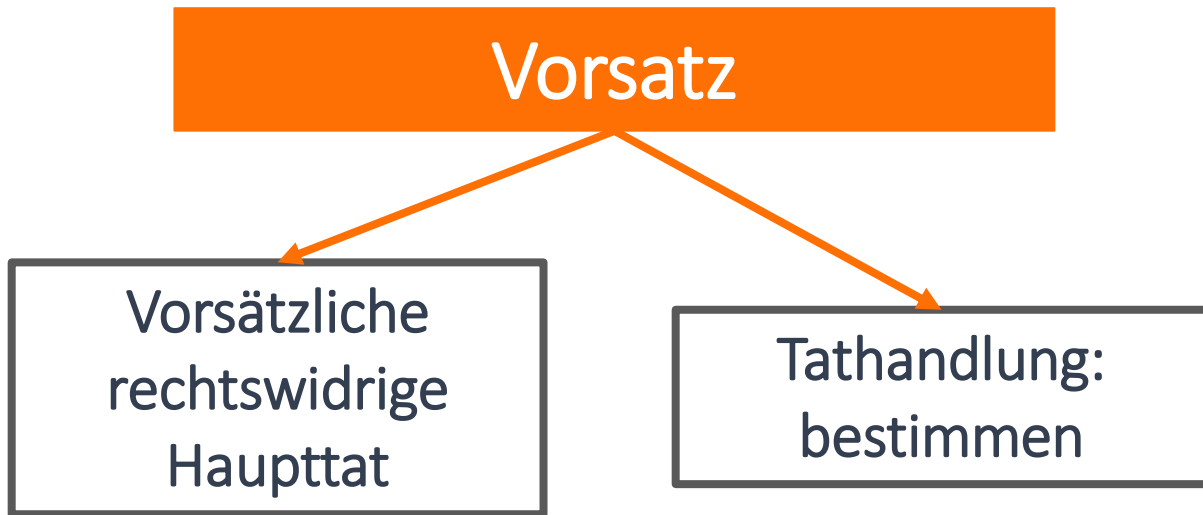 Vorsatz
Vorsätzliche
rechtswidrige
Haupttat
Tathandlung:
bestimmen